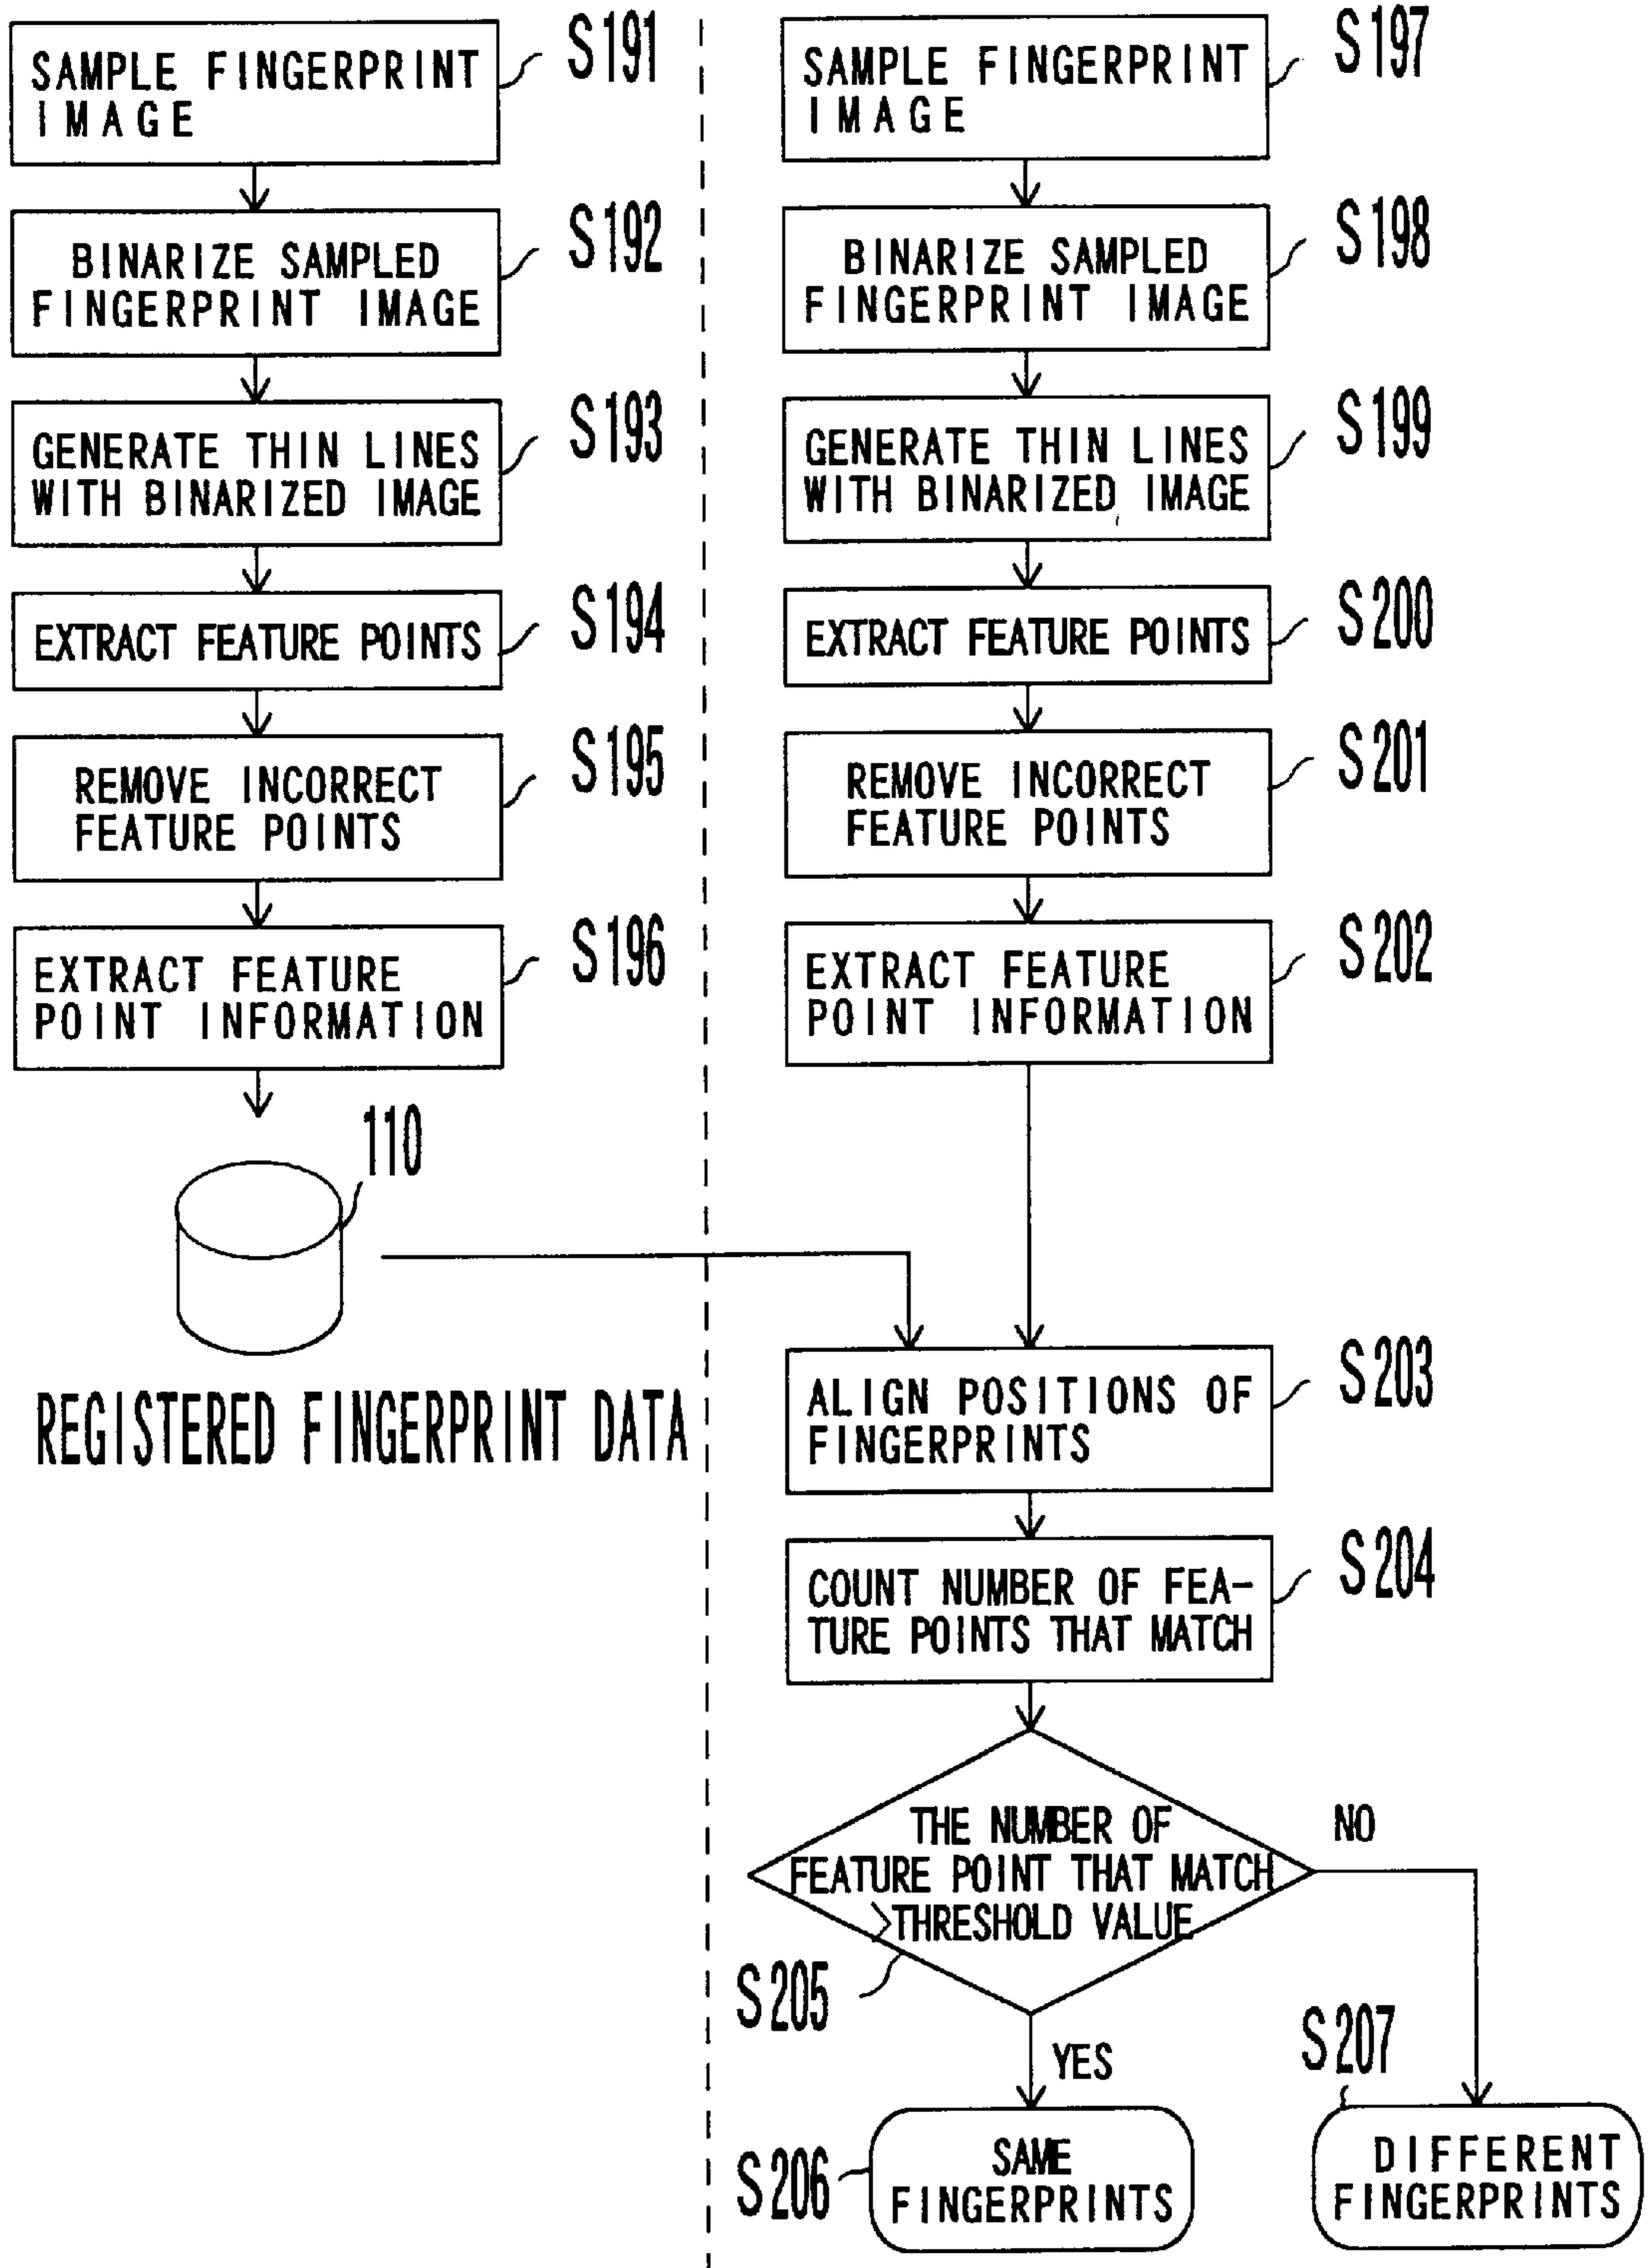 SAMPLE FINGERPRINT
IMAGE
S191
BINARIZE SAMPLED
FINGERPRINT IMAGE
S192
GENERATE THIN LINES
WITH BINARIZED IMAGE
S193
EXTRACT FEATURE POINTS
S194
REMOVE INCORRECT
FEATURE POINTS
S195
EXTRACT FEATURE
POINT INFORMATION
S196
110
REGISTERED FINGERPRINT DATA
SAMPLE FINGERPRINT
IMAGE
S197
BINARIZE SAMPLED
FINGERPRINT IMAGE
S198
GENERATE THIN LINES
WITH BINARIZED IMAGE
S199
EXTRACT FEATURE POINTS
S200
REMOVE INCORRECT
FEATURE POINTS
S201
EXTRACT FEATURE
POINT INFORMATION
S202
ALIGN POSITIONS OF
FINGERPRINTS
S203
COUNT NUMBER OF FEA-
TURE POINTS THAT MATCH
S204
THE NUMBER OF
FEATURE POINT THAT MATCH
>THRESHOLD VALUE
S205
NO
YES
S206
SAME
FINGERPRINTS
S207
DIFFERENT
FINGERPRINTS